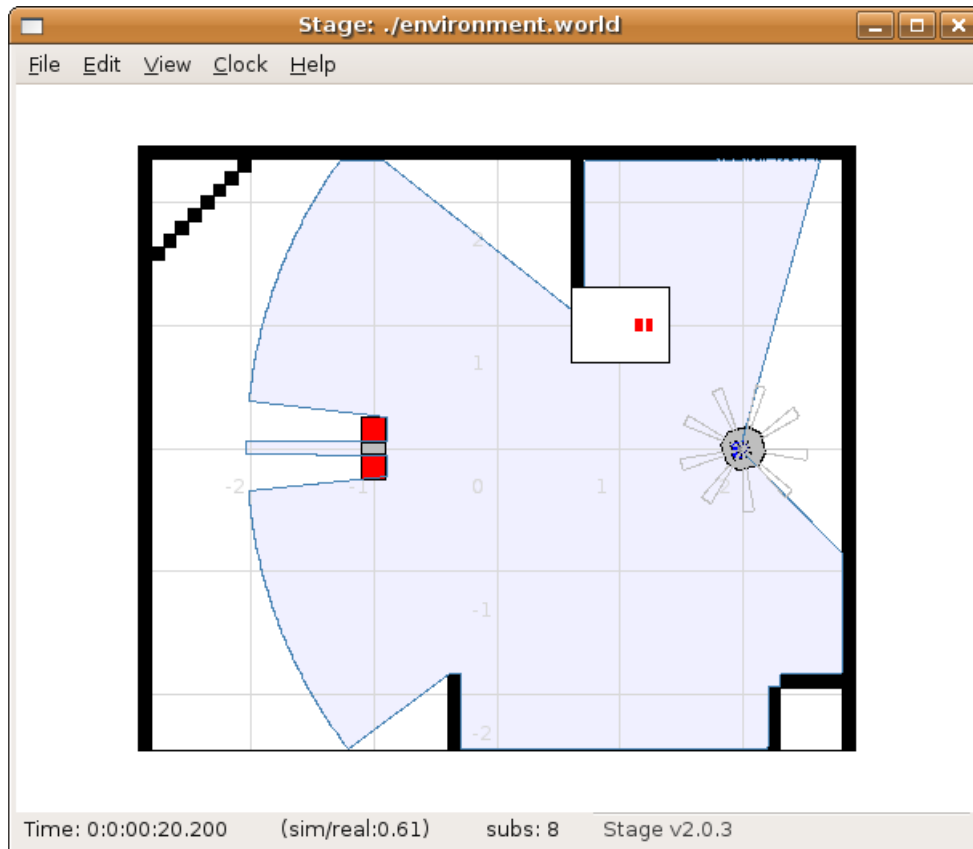 Stage: ./environment.world
File Edit View Clock Help
2
1
-2 -1 0 1 2
-1
-2
Time: 0:0:00:20.200 (sim/real:0.61) subs: 8 Stage v2.0.3